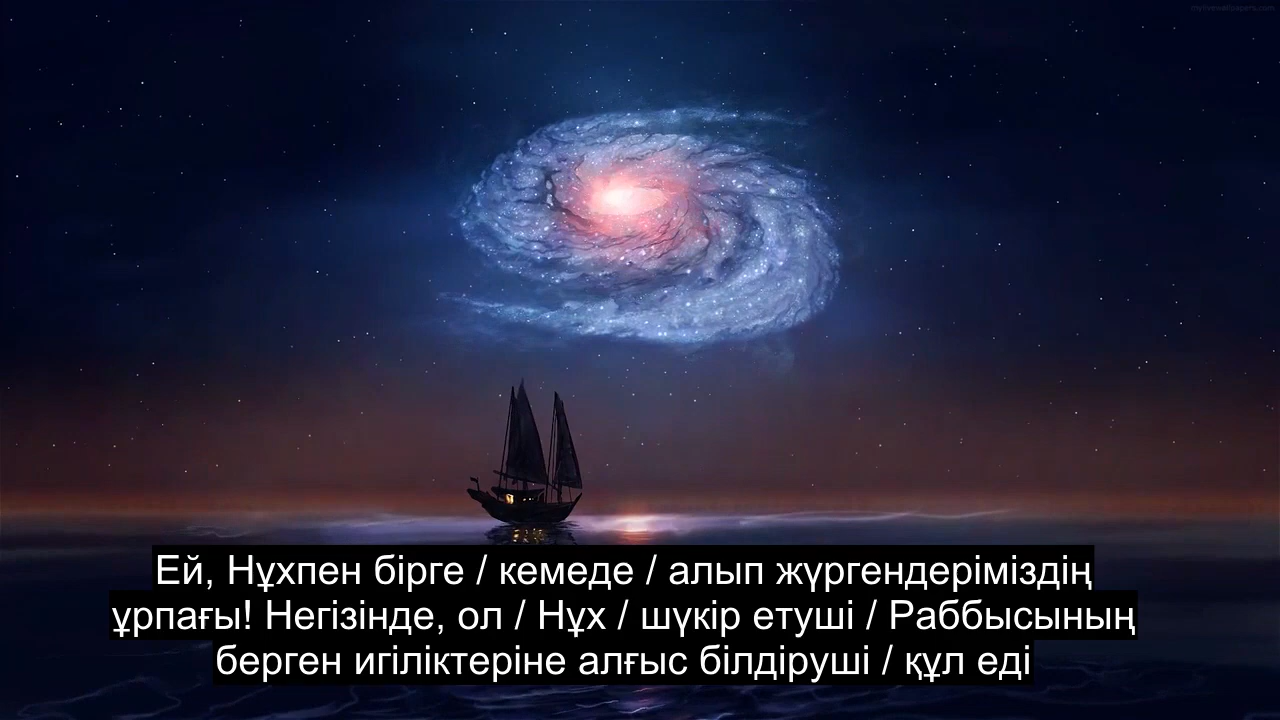 Ей, Нұхпен бірге / кемеде / алып жүргендеріміздің
ұрпағы! Негізінде, ол / Нұх / шүкір етуші / Раббысының
берген игіліктеріне алғыс білдіруші / құл еді